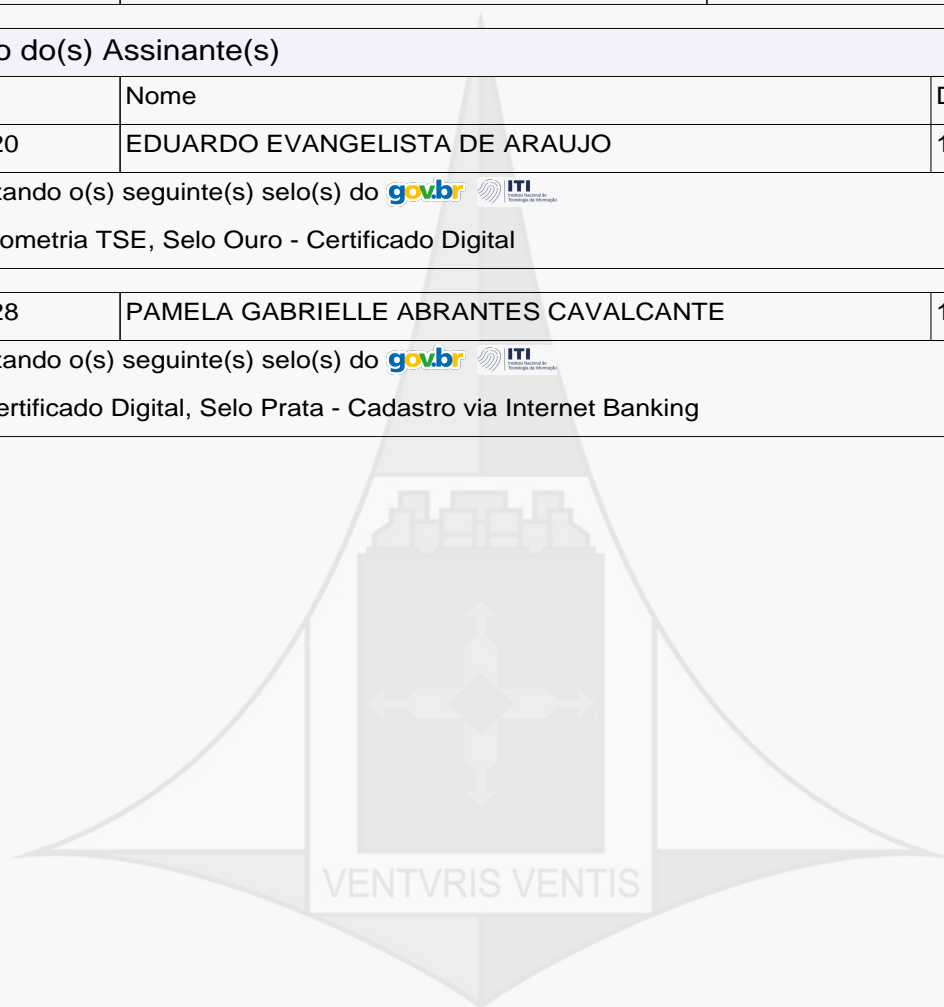 o do(s) Assinante(s)
Nome
20 EDUARDO EVANGELISTA DE ARAUJO 1
zando o(s) seguinte(s) selo(s) do gov.br ITI
ometria TSE, Selo Ouro - Certificado Digital
28 PAMELA GABRIELLE ABRANTES CAVALCANTE 1
zando o(s) seguinte(s) selo(s) do gov.br ITI
ertificado Digital, Selo Prata - Cadastro via Internet Banking
VENTVRIS VENTIS